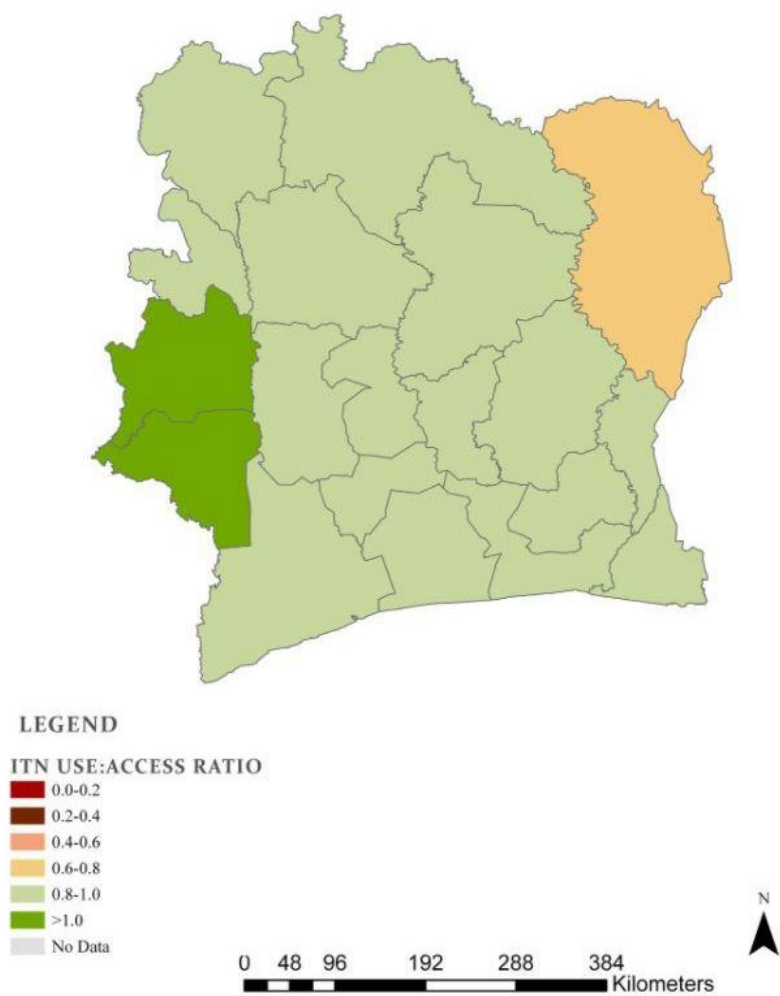 LEGEND
ITN USE:ACCESS RATIO
0.0-0.2
0.2-0.4
0.4-0.6
0.6-0.8
0.8-1.0
>1.0
No Data
N
0 48 96 192 288 384
Kilometers